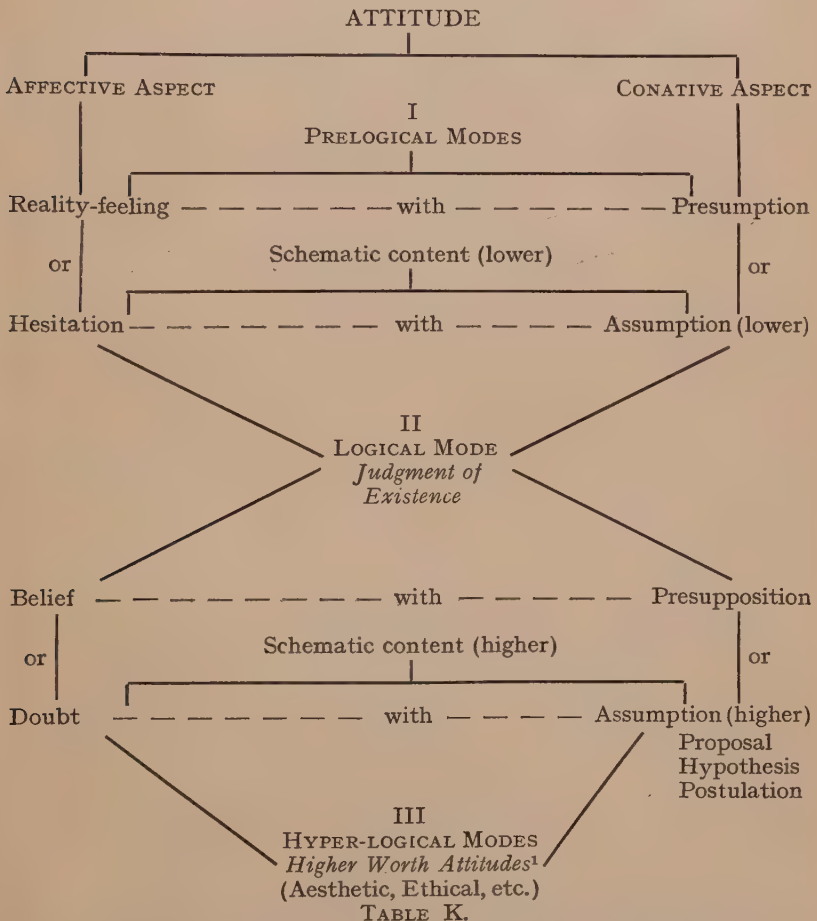 ATTITUDE
AFFECTIVE ASPECT CONATIVE ASPECT
I
PRELOGICAL MODES
Reality-feeling — — — — — — with — — — — — — Presumption
or Schematic content (lower) or
Hesitation — — — — — — with — — — — — Assumption (lower)
II
LOGICAL MODE
Judgment of
Existence
Belief — — — — — — — with — — — — — Presupposition
or Schematic content (higher) or
Doubt — — — — — — with — — — — Assumption (higher)
Proposal
Hypothesis
Postulation
III
HYPER-LOGICAL MODES
Higher Worth Attitudes¹
(Aesthetic, Ethical, etc.)
TABLE K.